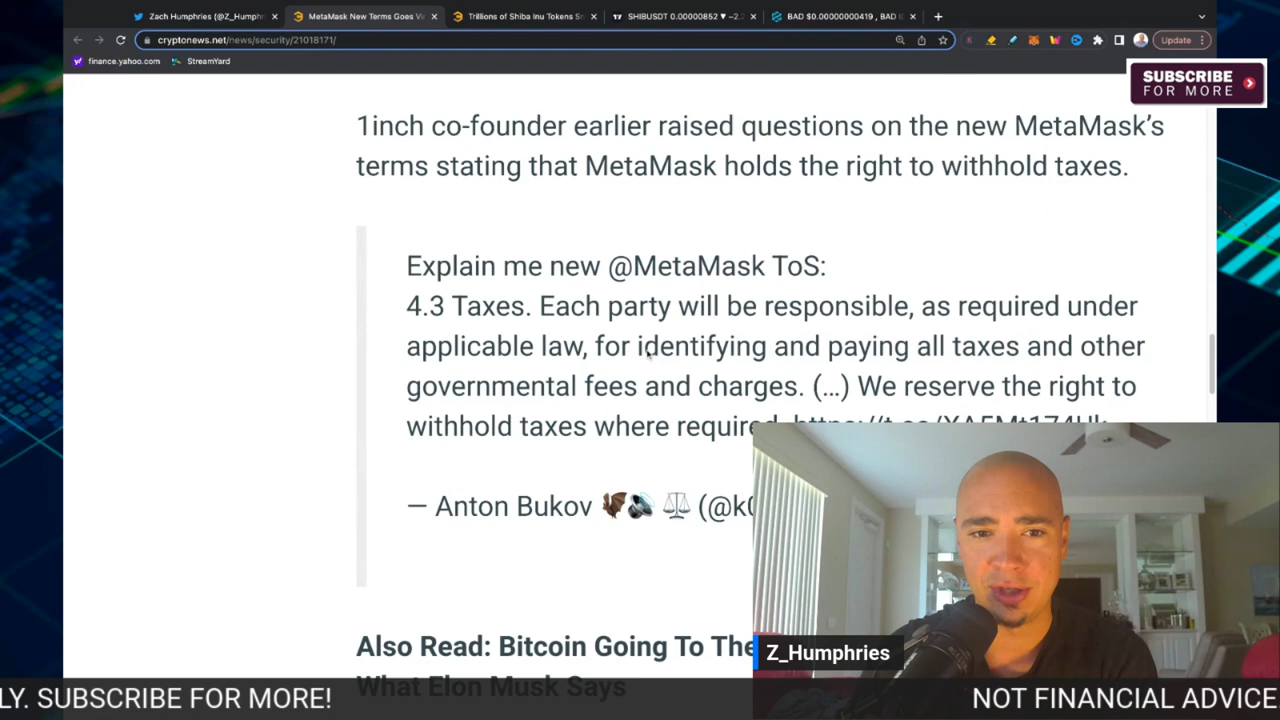 Zach Humphries (@Z_Humphr
MetaMask New Terms Goes Vi
Trillions of Shiba Inu Tokens S
SHIBUSDT 0.00000852 ▼ −2.
BAD $0.00000000419 , BAD
cryptonews.net/news/security/21018171/
Update
finance.yahoo.com
StreamYard
SUBSCRIBE
FOR MORE
1inch co-founder earlier raised questions on the new MetaMask's
terms stating that MetaMask holds the right to withhold taxes.
Explain me new @MetaMask ToS:
4.3 Taxes. Each party will be responsible, as required under
applicable law, for identifying and paying all taxes and other
governmental fees and charges. (…) We reserve the right to
withhold taxes where required.
— Anton Bukov 🦇🔊 ⚖️ (@k
Also Read: Bitcoin Going To The
What Elon Musk Says
Z_Humphries
LY. SUBSCRIBE FOR MORE!
NOT FINANCIAL ADVICE